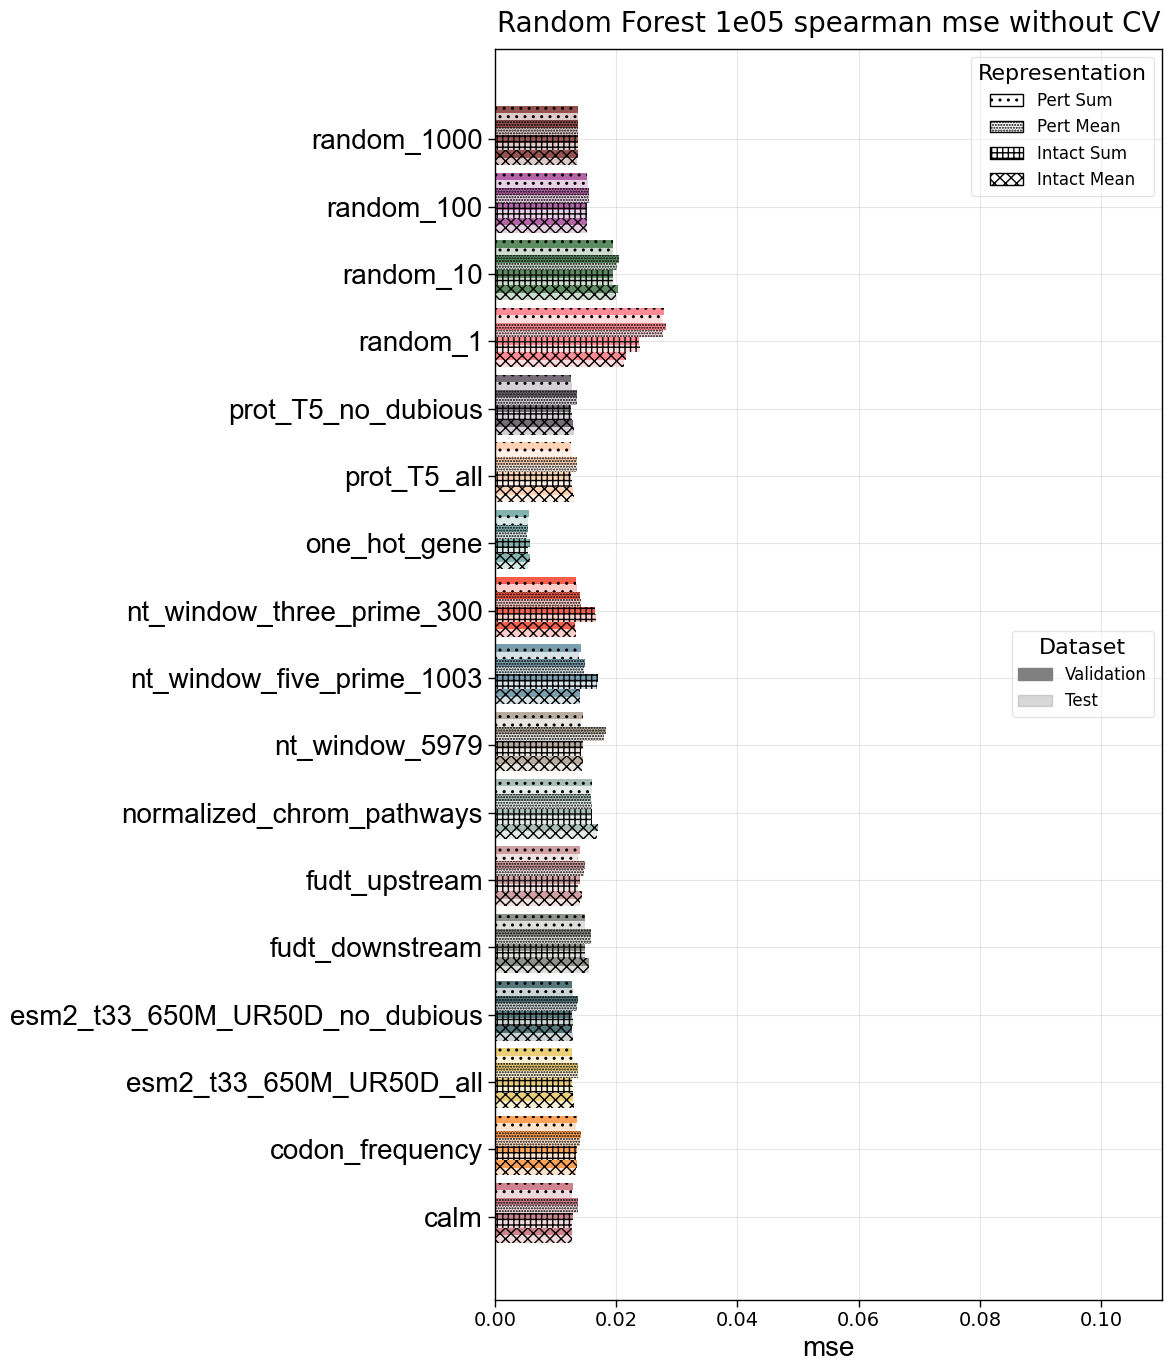 Random Forest 1e05 spearman mse without CV
Representation
Pert Sum
Pert Mean
Intact Sum
Intact Mean
random_1000
random_100
random_10
random_1
prot_T5_no_dubious
prot_T5_all
one_hot_gene
nt_window_three_prime_300
nt_window_five_prime_1003
nt_window_5979
normalized_chrom_pathways
fudt_upstream
fudt_downstream
esm2_t33_650M_UR50D_no_dubious
esm2_t33_650M_UR50D_all
codon_frequency
calm
Dataset
Validation
Test
0.00 0.02 0.04 0.06 0.08 0.10
mse